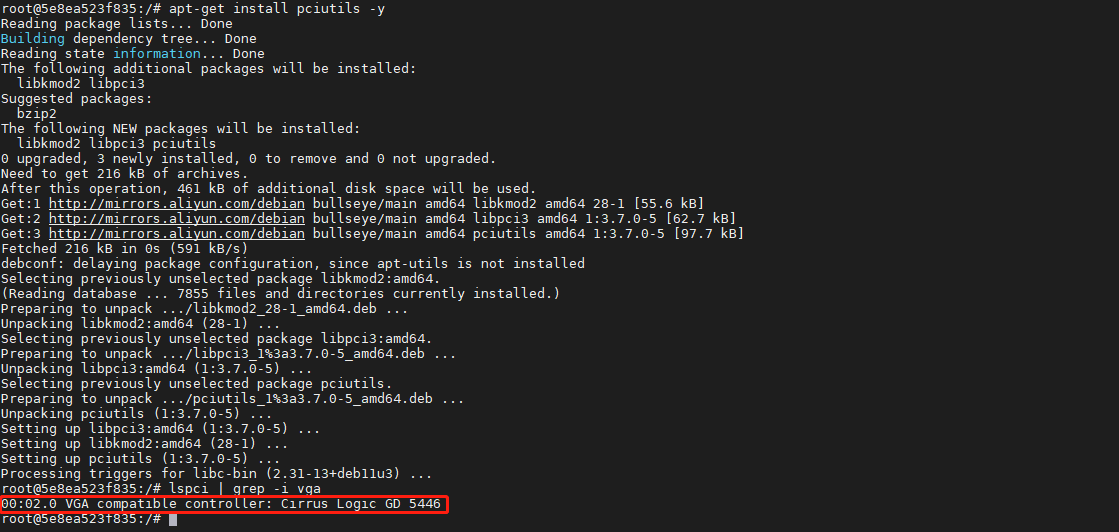 root@5e8ea523f835:/# apt-get install pciutils -y
Reading package lists... Done
Building dependency tree... Done
Reading state information... Done
The following additional packages will be installed:
  libkmod2 libpci3
Suggested packages:
  bzip2
The following NEW packages will be installed:
  libkmod2 libpci3 pciutils
0 upgraded, 3 newly installed, 0 to remove and 0 not upgraded.
Need to get 216 kB of archives.
After this operation, 461 kB of additional disk space will be used.
Get:1 http://mirrors.aliyun.com/debian bullseye/main amd64 libkmod2 amd64 28-1 [55.6 kB]
Get:2 http://mirrors.aliyun.com/debian bullseye/main amd64 libpci3 amd64 1:3.7.0-5 [62.7 kB]
Get:3 http://mirrors.aliyun.com/debian bullseye/main amd64 pciutils amd64 1:3.7.0-5 [97.7 kB]
Fetched 216 kB in 0s (591 kB/s)
debconf: delaying package configuration, since apt-utils is not installed
Selecting previously unselected package libkmod2:amd64.
(Reading database ... 7855 files and directories currently installed.)
Preparing to unpack .../libkmod2_28-1_amd64.deb ...
Unpacking libkmod2:amd64 (28-1) ...
Selecting previously unselected package libpci3:amd64.
Preparing to unpack .../libpci3_1%3a3.7.0-5_amd64.deb ...
Unpacking libpci3:amd64 (1:3.7.0-5) ...
Selecting previously unselected package pciutils.
Preparing to unpack .../pciutils_1%3a3.7.0-5_amd64.deb ...
Unpacking pciutils (1:3.7.0-5) ...
Setting up libpci3:amd64 (1:3.7.0-5) ...
Setting up libkmod2:amd64 (28-1) ...
Setting up pciutils (1:3.7.0-5) ...
Processing triggers for libc-bin (2.31-13+deb11u3) ...
root@5e8ea523f835:/# lspci | grep -i vga
00:02.0 VGA compatible controller: Cirrus Logic GD 5446
root@5e8ea523f835:/#